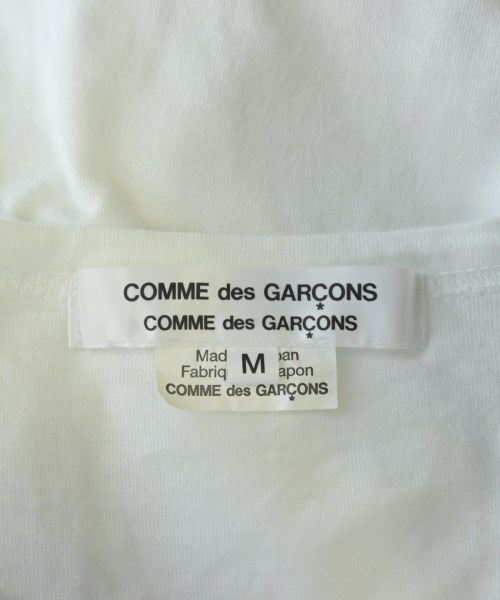 COMME des GARÇONS
COMME des GARÇONS
Mad M pan
Fabriq apon
COMME des GARÇONS